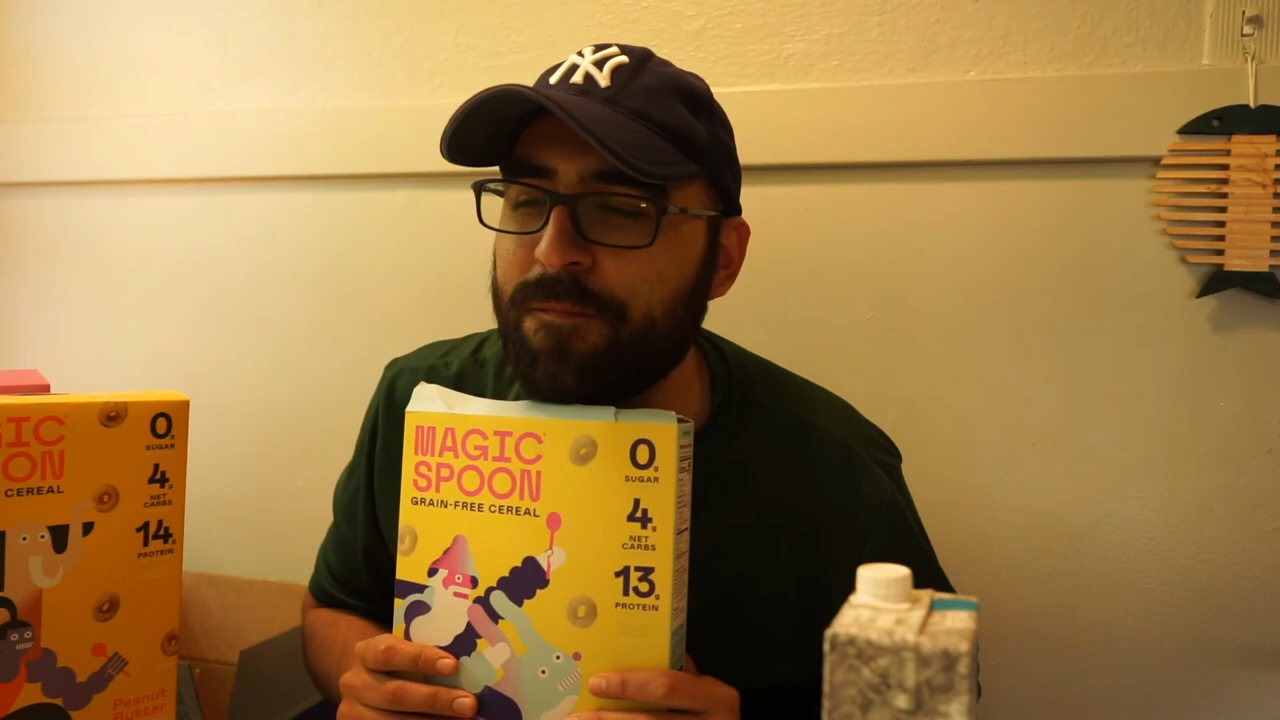 NY
GIC
ON
CEREAL
0g
SUGAR
4g
NET
CARBS
14g
PROTEIN
Peanut
Butter
MAGIC
SPOON
GRAIN-FREE CEREAL
0g
SUGAR
4g
NET
CARBS
13g
PROTEIN